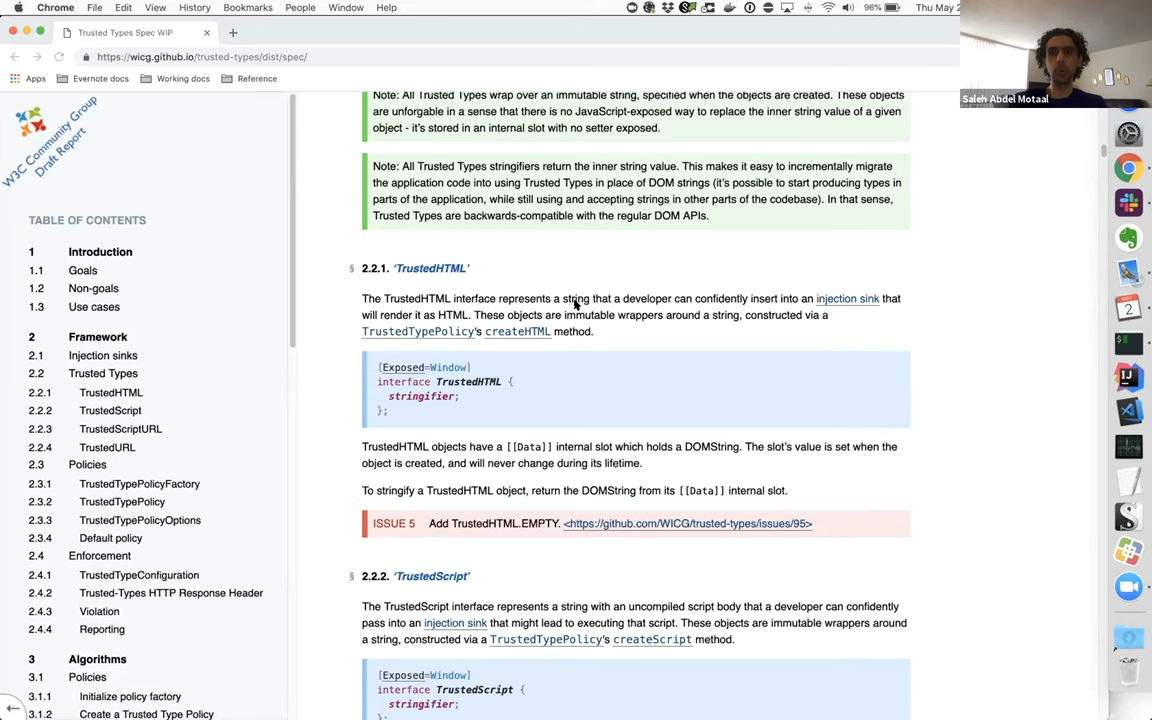 Chrome File Edit View History Bookmarks People Window Help
96%
Thu May 2
Trusted Types Spec WIP
https://wicg.github.io/trusted-types/dist/spec/
Apps Evernote docs Working docs Reference
Saleh Abdel Motaal
W3C Community Group
Draft Report
TABLE OF CONTENTS
1 Introduction
1.1 Goals
1.2 Non-goals
1.3 Use cases
2 Framework
2.1 Injection sinks
2.2 Trusted Types
2.2.1 TrustedHTML
2.2.2 TrustedScript
2.2.3 TrustedScriptURL
2.2.4 TrustedURL
2.3 Policies
2.3.1 TrustedTypePolicyFactory
2.3.2 TrustedTypePolicy
2.3.3 TrustedTypePolicyOptions
2.3.4 Default policy
2.4 Enforcement
2.4.1 TrustedTypeConfiguration
2.4.2 Trusted-Types HTTP Response Header
2.4.3 Violation
2.4.4 Reporting
3 Algorithms
3.1 Policies
3.1.1 Initialize policy factory
3.1.2 Create a Trusted Type Policy
Note: All Trusted Types wrap over an immutable string, specified when the objects are created. These objects
are unforgable in a sense that there is no JavaScript-exposed way to replace the inner string value of a given
object - it's stored in an internal slot with no setter exposed.
Note: All Trusted Types stringifiers return the inner string value. This makes it easy to incrementally migrate
the application code into using Trusted Types in place of DOM strings (it's possible to start producing types in
parts of the application, while still using and accepting strings in other parts of the codebase). In that sense,
Trusted Types are backwards-compatible with the regular DOM APIs.
§ 2.2.1. 'TrustedHTML'
The TrustedHTML interface represents a string that a developer can confidently insert into an injection sink that
will render it as HTML. These objects are immutable wrappers around a string, constructed via a
TrustedTypePolicy's createHTML method.
[Exposed=Window]
interface TrustedHTML {
stringifier;
};
TrustedHTML objects have a [[Data]] internal slot which holds a DOMString. The slot's value is set when the
object is created, and will never change during its lifetime.
To stringify a TrustedHTML object, return the DOMString from its [[Data]] internal slot.
ISSUE 5 Add TrustedHTML.EMPTY. <https://github.com/WICG/trusted-types/issues/95>
§ 2.2.2. 'TrustedScript'
The TrustedScript interface represents a string with an uncompiled script body that a developer can confidently
pass into an injection sink that might lead to executing that script. These objects are immutable wrappers around
a string, constructed via a TrustedTypePolicy's createScript method.
[Exposed=Window]
interface TrustedScript {
stringifier;
};